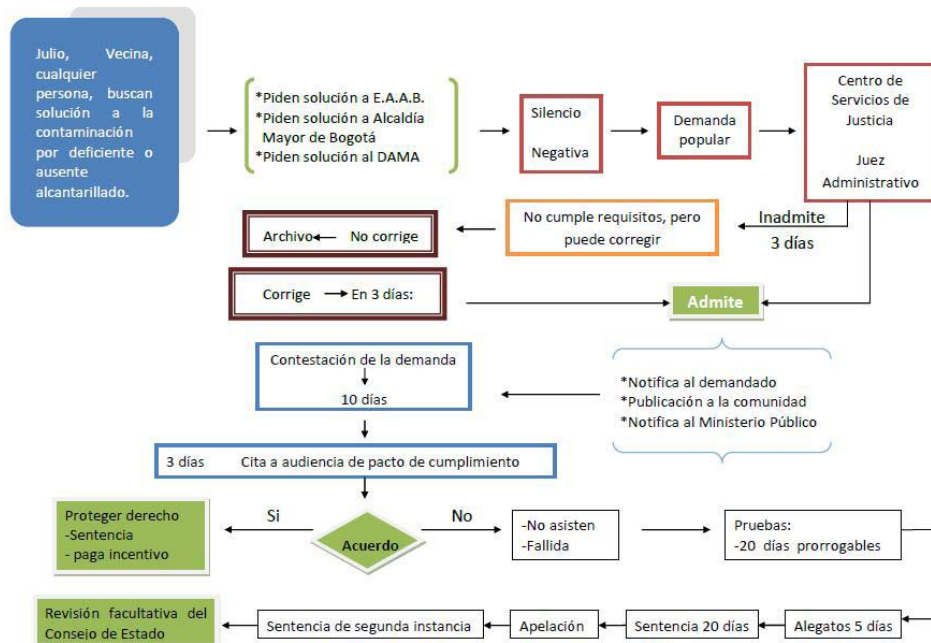 Julio, Vecina,
cualquier
persona, buscan
solución a la
contaminación
por deficiente o
ausente
alcantarillado.
*Piden solución a E.A.A.B.
*Piden solución a Alcaldía
Mayor de Bogotá
*Piden solución al DAMA
Silencio
Negativa
Demanda
popular
Centro de
Servicios de
Justicia
Juez
Administrativo
Inadmite
3 días
No cumple requisitos, pero
puede corregir
Archivo No corrige
Corrige En 3 días:
Admite
*Notifica al demandado
*Publicación a la comunidad
*Notifica al Ministerio Público
Contestación de la demanda
10 días
3 días Cita a audiencia de pacto de cumplimiento
Acuerdo
Si
Proteger derecho
-Sentencia
- paga incentivo
No
-No asisten
-Fallida
Pruebas:
-20 días prorrogables
Alegatos 5 días
Sentencia 20 días
Apelación
Sentencia de segunda instancia
Revisión facultativa del
Consejo de Estado